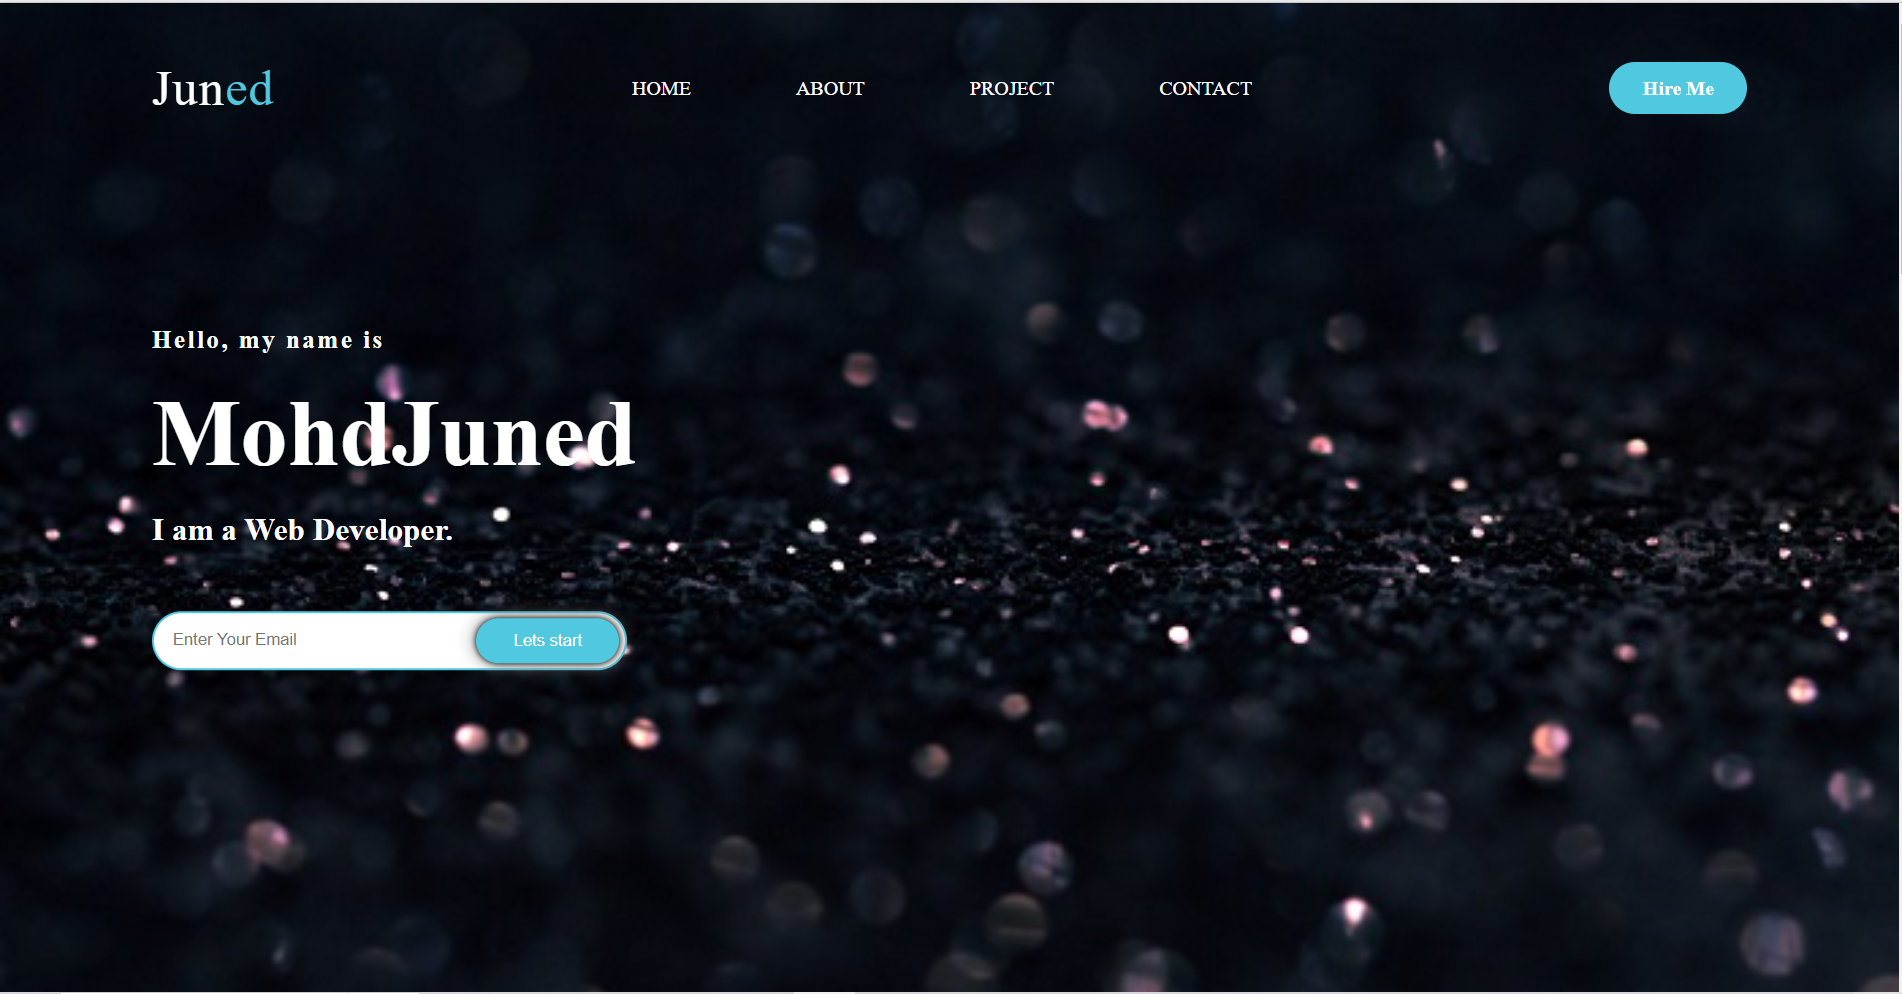 Juned HOME ABOUT PROJECT CONTACT Hire Me
Hello, my name is
MohdJuned
I am a Web Developer.
Enter Your Email Lets start